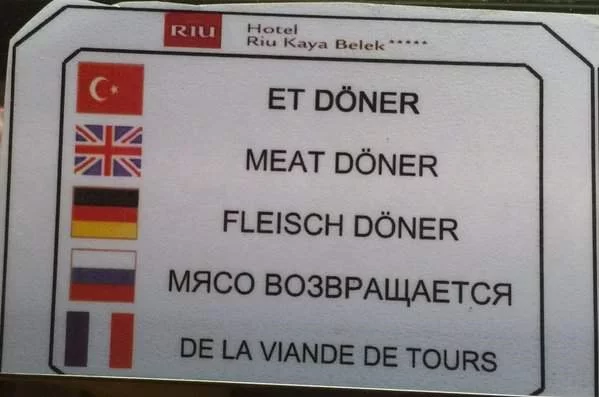 RIU
Hotel
Riu Kaya Belek*****
ET DÖNER
MEAT DÖNER
FLEISCH DÖNER
МЯСО ВОЗВРАЩАЕТСЯ
DE LA VIANDE DE TOURS